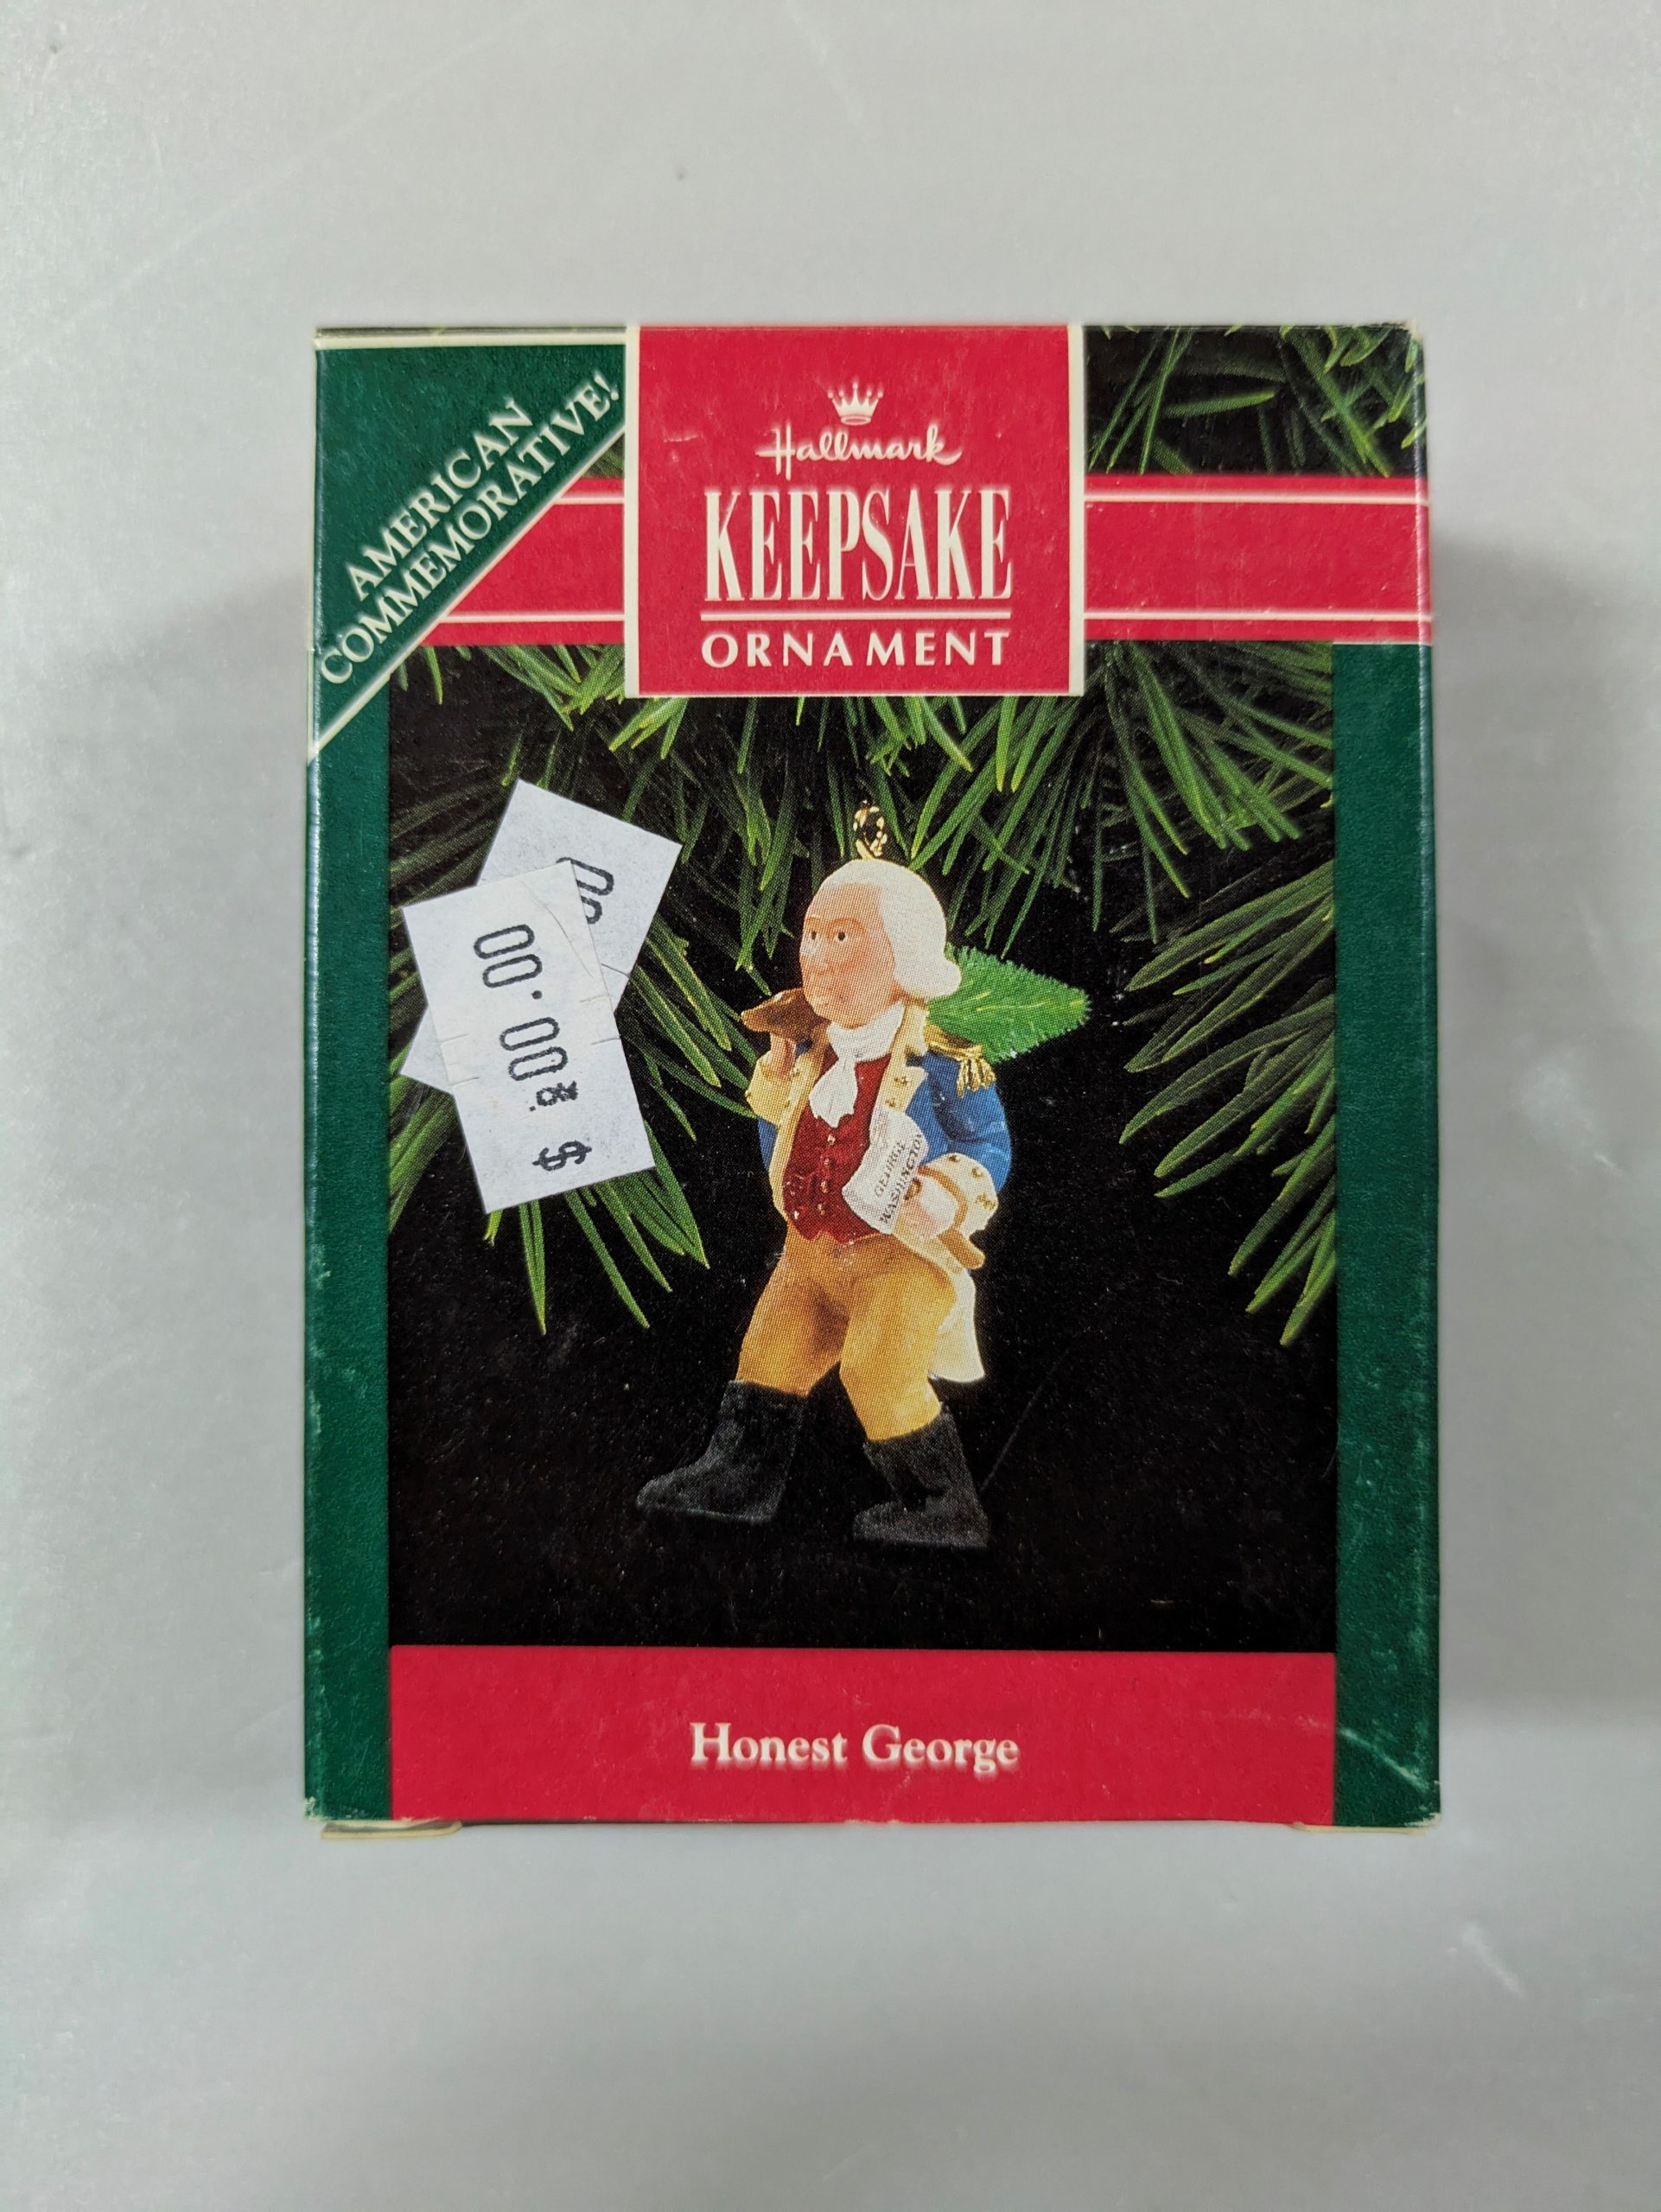 AMERICAN
COMMEMORATIVE!
Hallmark
KEEPSAKE
ORNAMENT
$ 00.00
GEORGE
WASHINGTON
Honest George